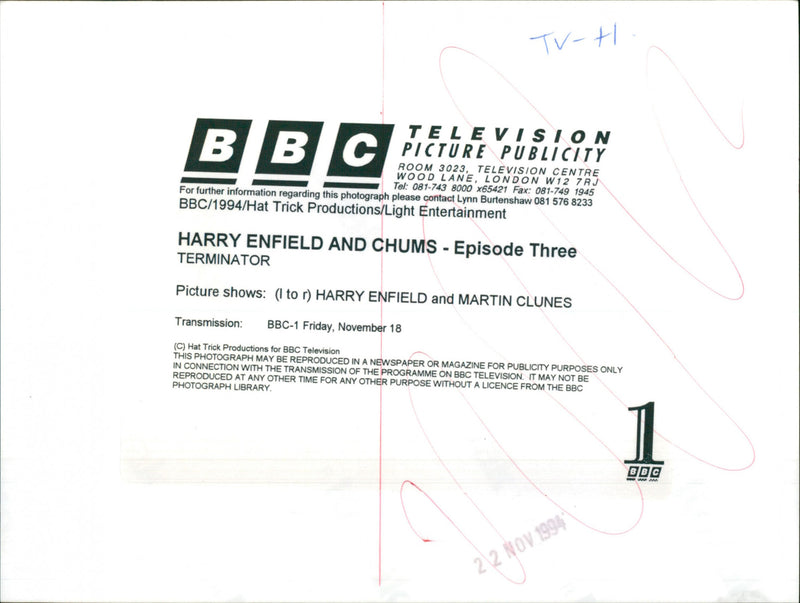 TV-H
BBC TELEVISION
PICTURE PUBLICITY
ROOM 3023, TELEVISION CENTRE
WOOD LANE, LONDON W12 7RJ
Tel: 081-743 8000 x65421 Fax: 081-749 1945
For further information regarding this photograph please contact Lynn Burtenshaw 081 576 8233
BBC/1994/Hat Trick Productions/Light Entertainment
HARRY ENFIELD AND CHUMS - Episode Three
TERMINATOR
Picture shows: (l to r) HARRY ENFIELD and MARTIN CLUNES
Transmission: BBC-1 Friday, November 18
(C) Hat Trick Productions for BBC Television
THIS PHOTOGRAPH MAY BE REPRODUCED IN A NEWSPAPER OR MAGAZINE FOR PUBLICITY PURPOSES ONLY
IN CONNECTION WITH THE TRANSMISSION OF THE PROGRAMME ON BBC TELEVISION. IT MAY NOT BE
REPRODUCED AT ANY OTHER TIME FOR ANY OTHER PURPOSE WITHOUT A LICENCE FROM THE BBC
PHOTOGRAPH LIBRARY.
1
BBC
22 NOV 1994